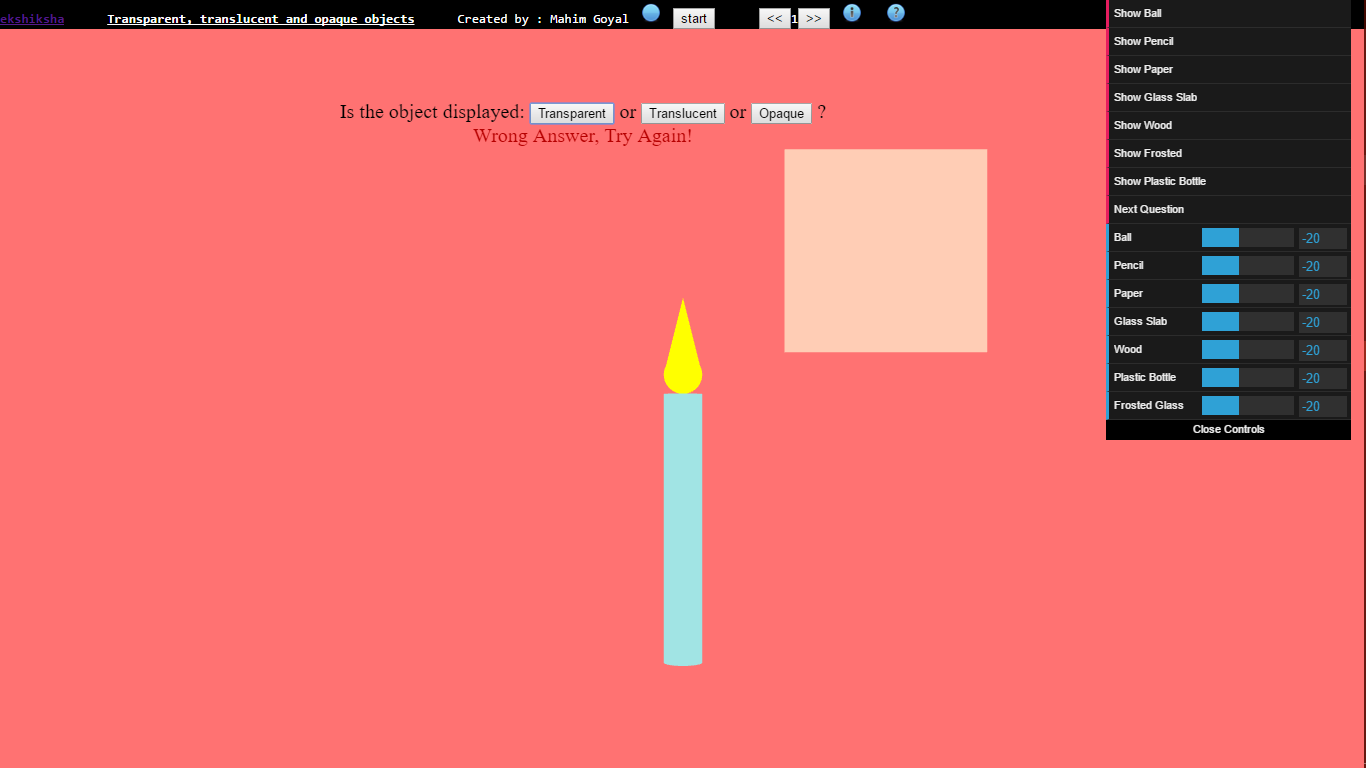 ekshiksha Transparent, translucent and opaque objects Created by : Mahim Goyal start << 1 >> i ?
Is the object displayed: Transparent or Translucent or Opaque ?
Wrong Answer, Try Again!
Show Ball
Show Pencil
Show Paper
Show Glass Slab
Show Wood
Show Frosted
Show Plastic Bottle
Next Question
Ball -20
Pencil -20
Paper -20
Glass Slab -20
Wood -20
Plastic Bottle -20
Frosted Glass -20
Close Controls